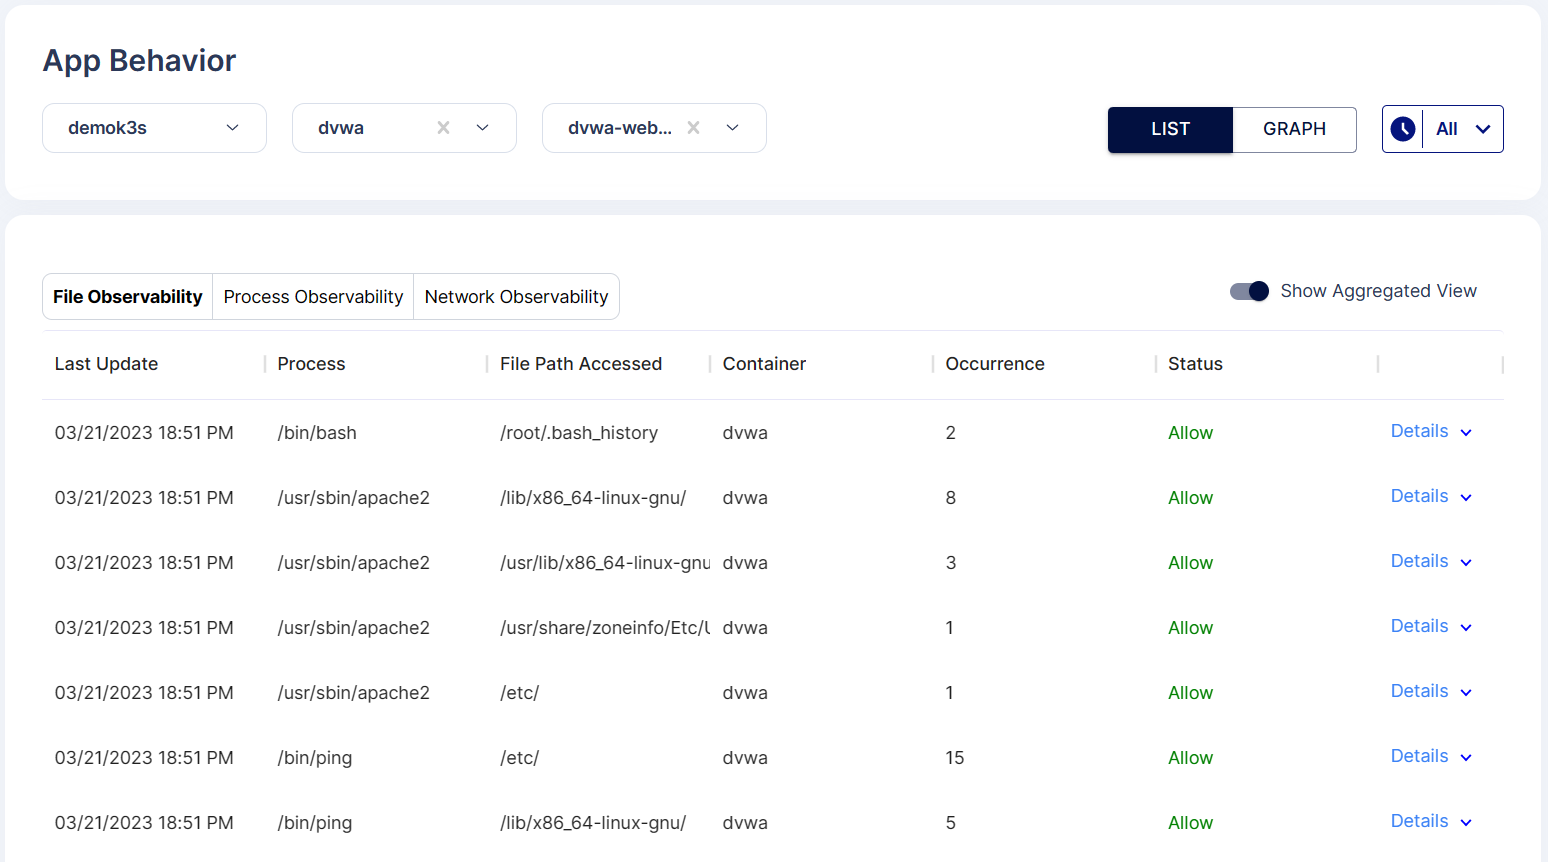 App Behavior
demok3s dvwa dvwa-web... LIST GRAPH All
File Observability Process Observability Network Observability Show Aggregated View
Last Update Process File Path Accessed Container Occurrence Status
03/21/2023 18:51 PM /bin/bash /root/.bash_history dvwa 2 Allow Details
03/21/2023 18:51 PM /usr/sbin/apache2 /lib/x86_64-linux-gnu/ dvwa 8 Allow Details
03/21/2023 18:51 PM /usr/sbin/apache2 /usr/lib/x86_64-linux-gnu dvwa 3 Allow Details
03/21/2023 18:51 PM /usr/sbin/apache2 /usr/share/zoneinfo/Etc/U dvwa 1 Allow Details
03/21/2023 18:51 PM /usr/sbin/apache2 /etc/ dvwa 1 Allow Details
03/21/2023 18:51 PM /bin/ping /etc/ dvwa 15 Allow Details
03/21/2023 18:51 PM /bin/ping /lib/x86_64-linux-gnu/ dvwa 5 Allow Details